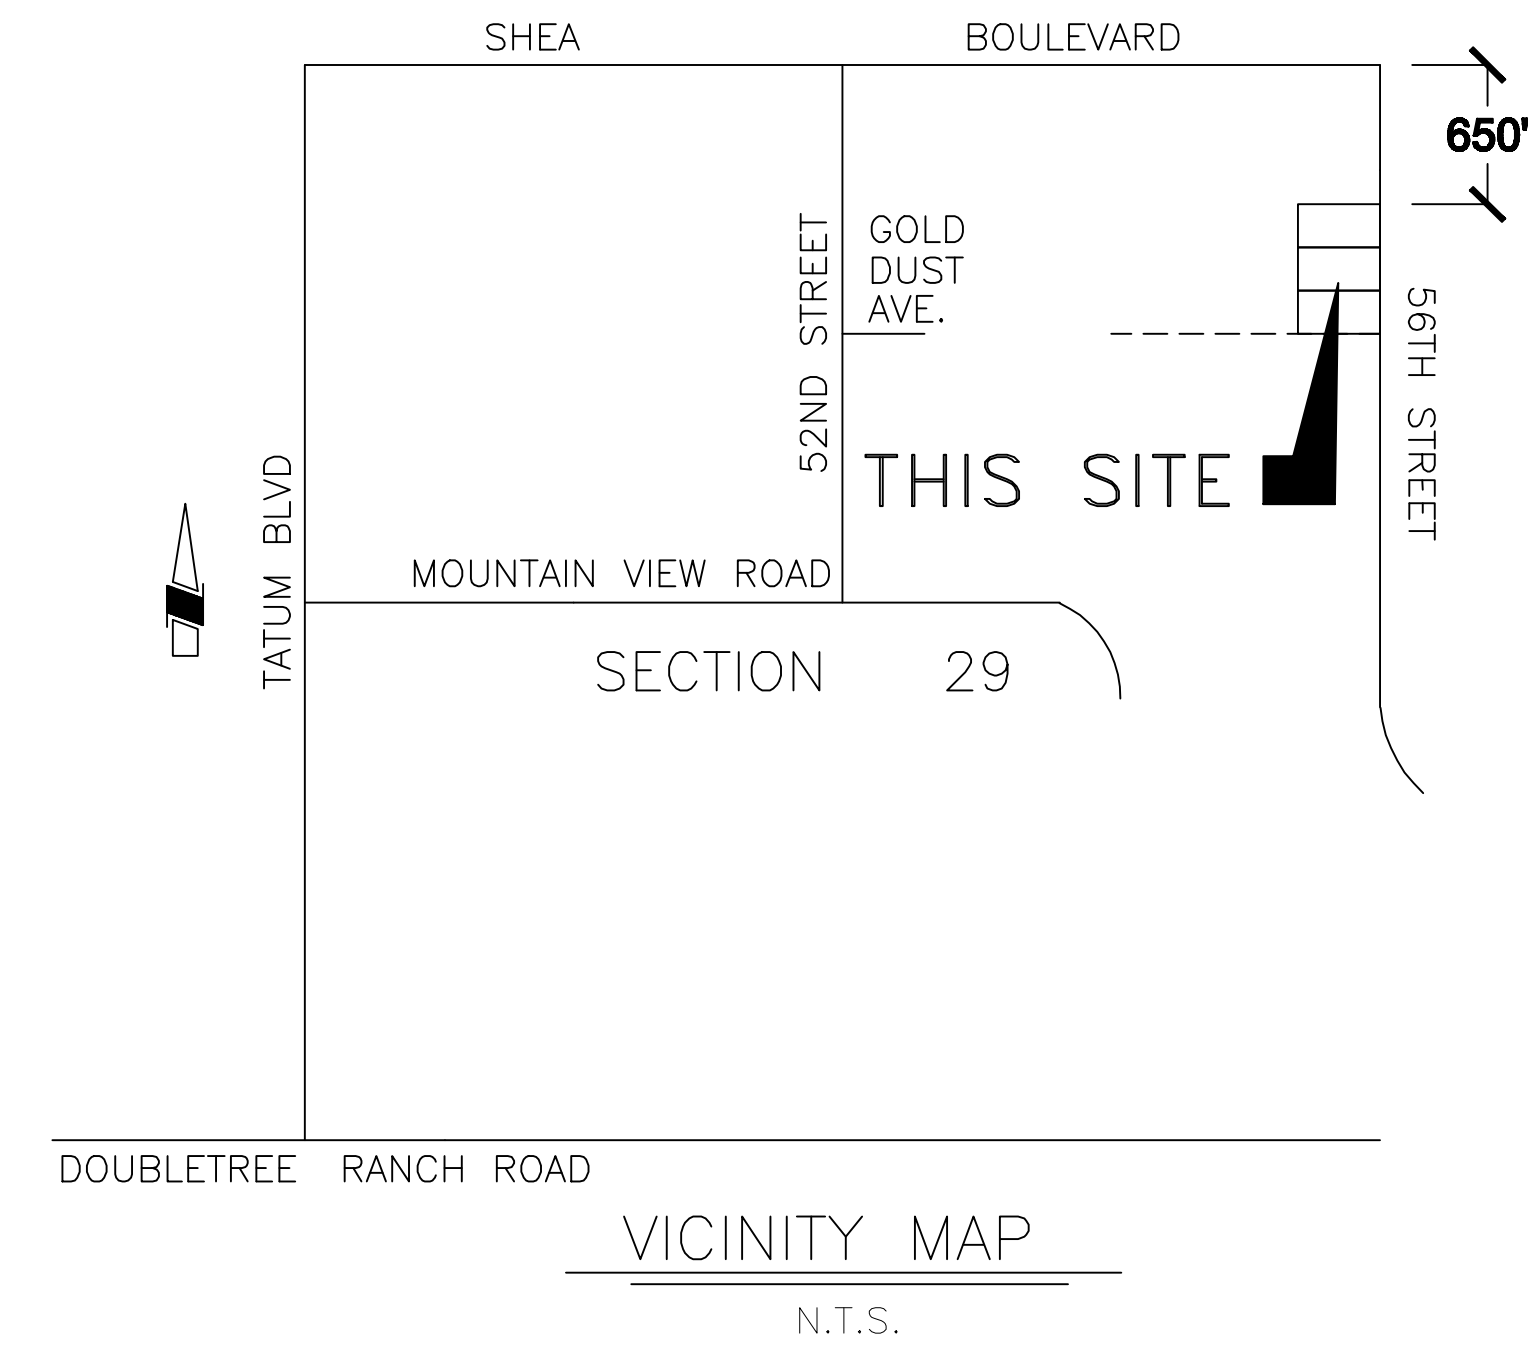 SHEA BOULEVARD
650'
GOLD
DUST
AVE.
52ND STREET
56TH STREET
THIS SITE
TATUM BLVD
MOUNTAIN VIEW ROAD
SECTION 29
DOUBLETREE RANCH ROAD
VICINITY MAP
N.T.S.